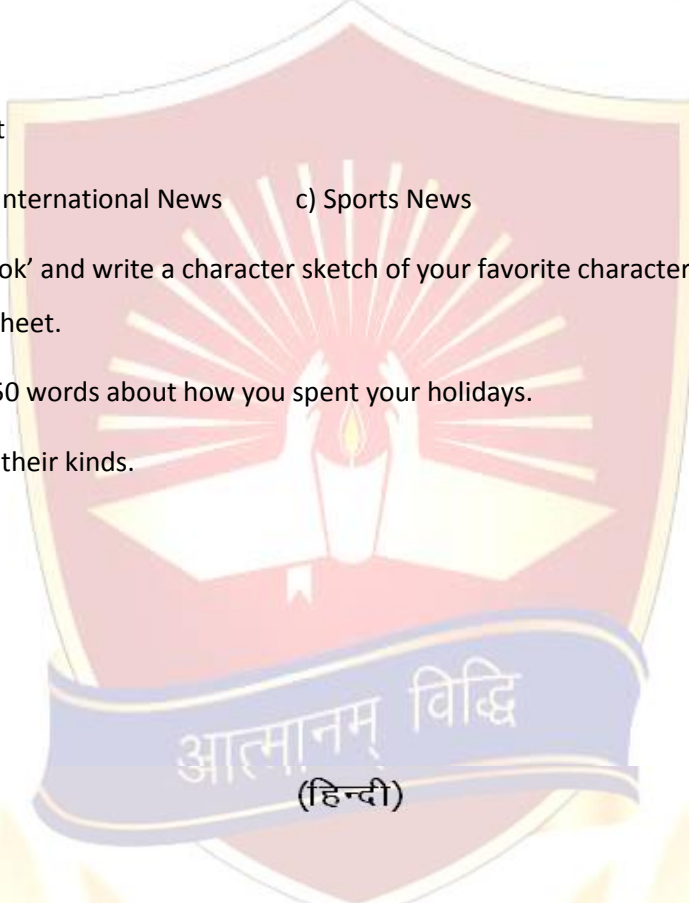 t
nternational News c) Sports News
ok’ and write a character sketch of your favorite character
heet.
50 words about how you spent your holidays.
their kinds.
आत्मानम् विद्धि
(हिन्दी)